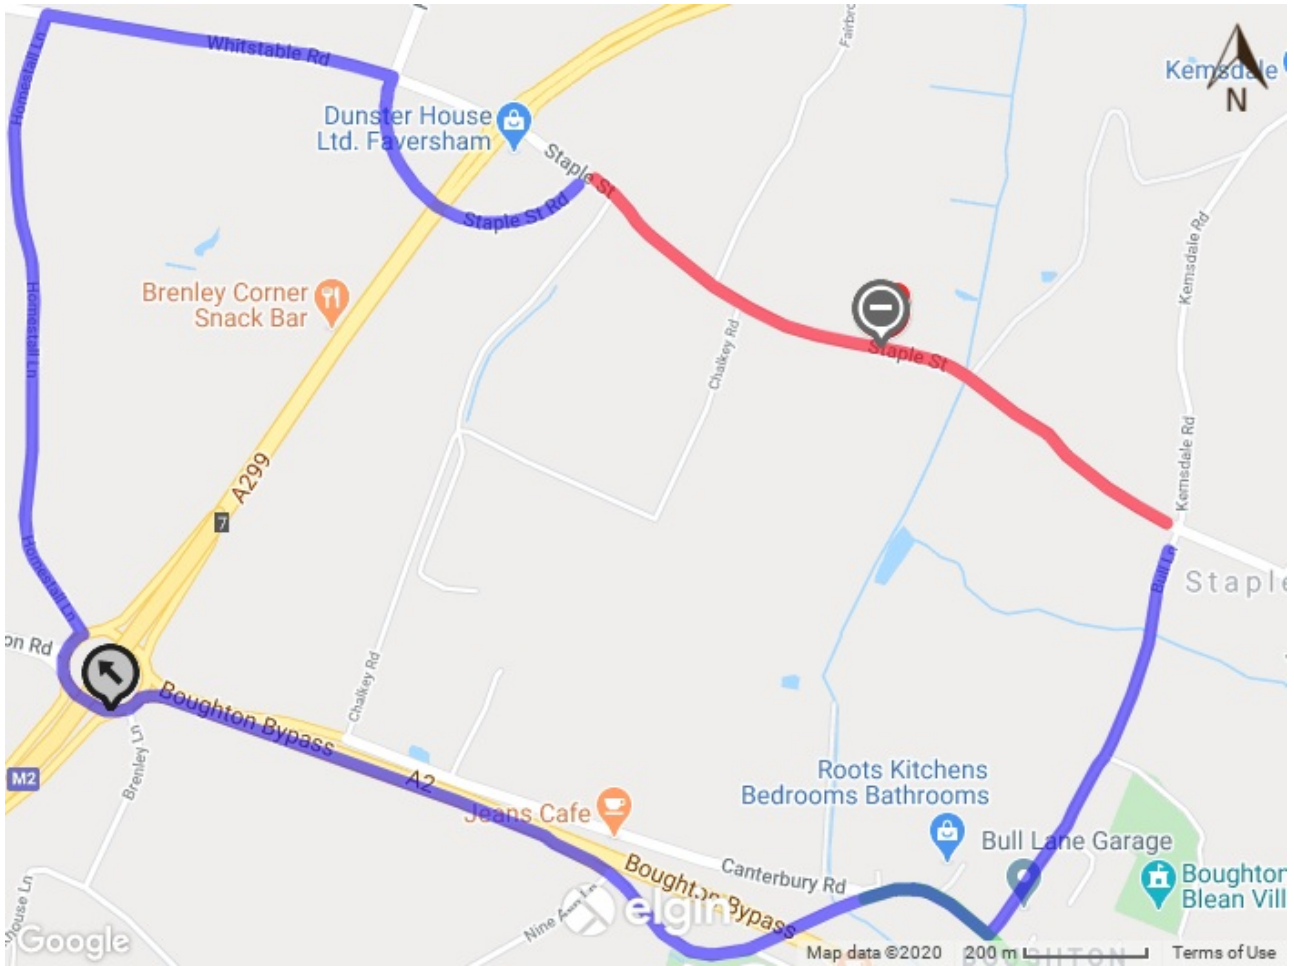 Homestall Ln
Whitstable Rd
Kemsdale
N
Dunster House
Ltd. Faversham
Staple St
Staple St Rd
Homestall Ln
Brenley Corner
Snack Bar
Chalkey Rd
Staple St
Kemsdale Rd
A299
7
Kemsdale Rd
Homestall Ln
Bull Ln
on Rd
Chalkey Rd
Boughton Bypass
A2
M2
Brenley Ln
Jeans Cafe
Roots Kitchens
Bedrooms Bathrooms
Bull Lane Garage
Canterbury Rd
Boughton Bypass
Boughton
Blean Vill
elgin
Google
Map data ©2020
200 m
Terms of Use